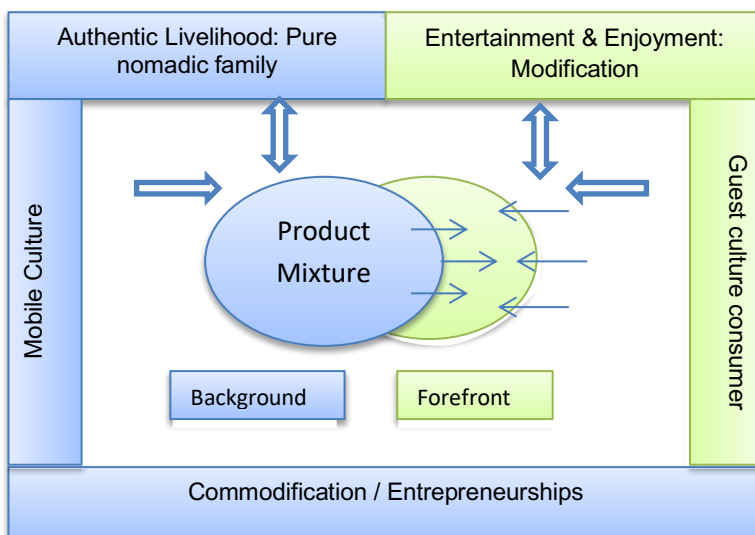 Authentic Livelihood: Pure
nomadic family
Entertainment & Enjoyment:
Modification
Mobile Culture
Product
Mixture
Guest culture consumer
Background
Forefront
Commodification / Entrepreneurships